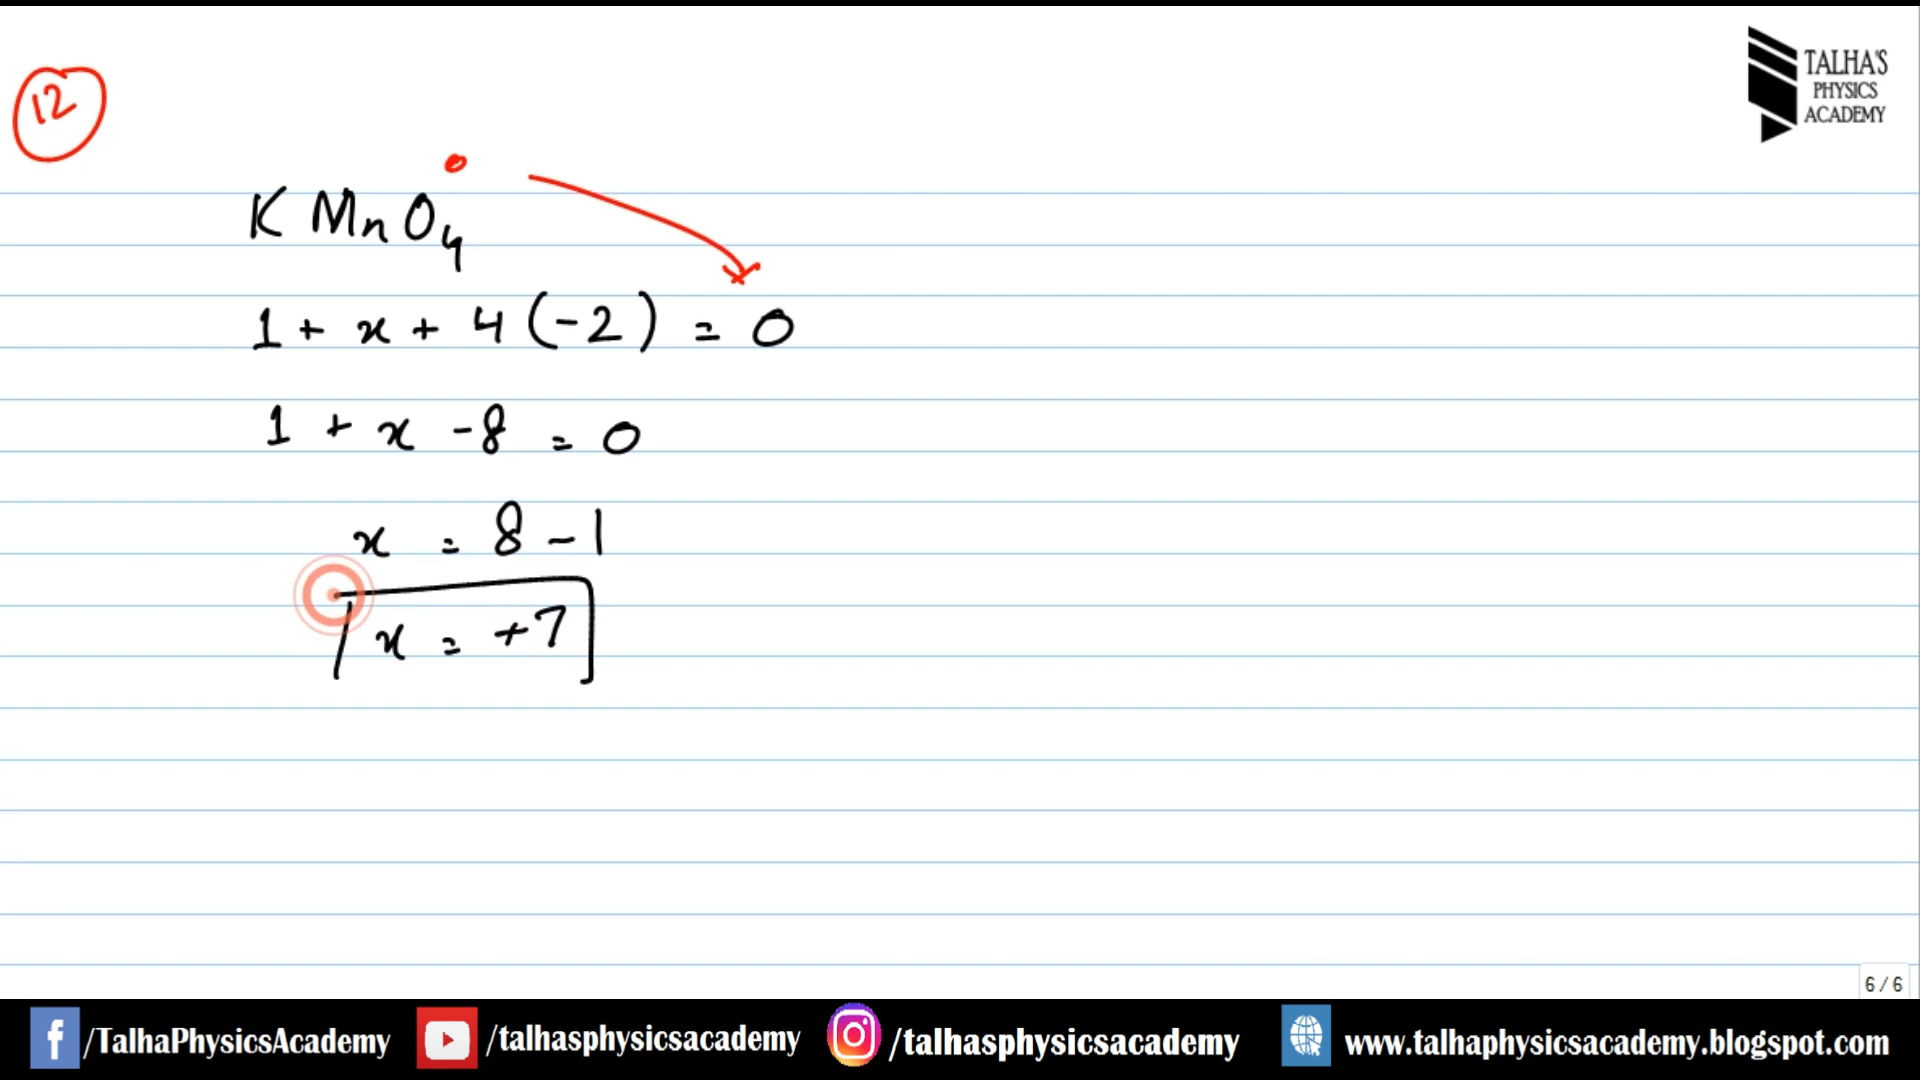 12
TALHA'S
PHYSICS
ACADEMY
KMnO₄
1 + x + 4(-2) = 0
1 + x - 8 = 0
x = 8 - 1
x = +7
6/6
/TalhaPhysicsAcademy
/talhasphysicsacademy
/talhasphysicsacademy
www.talhaphysicsacademy.blogspot.com